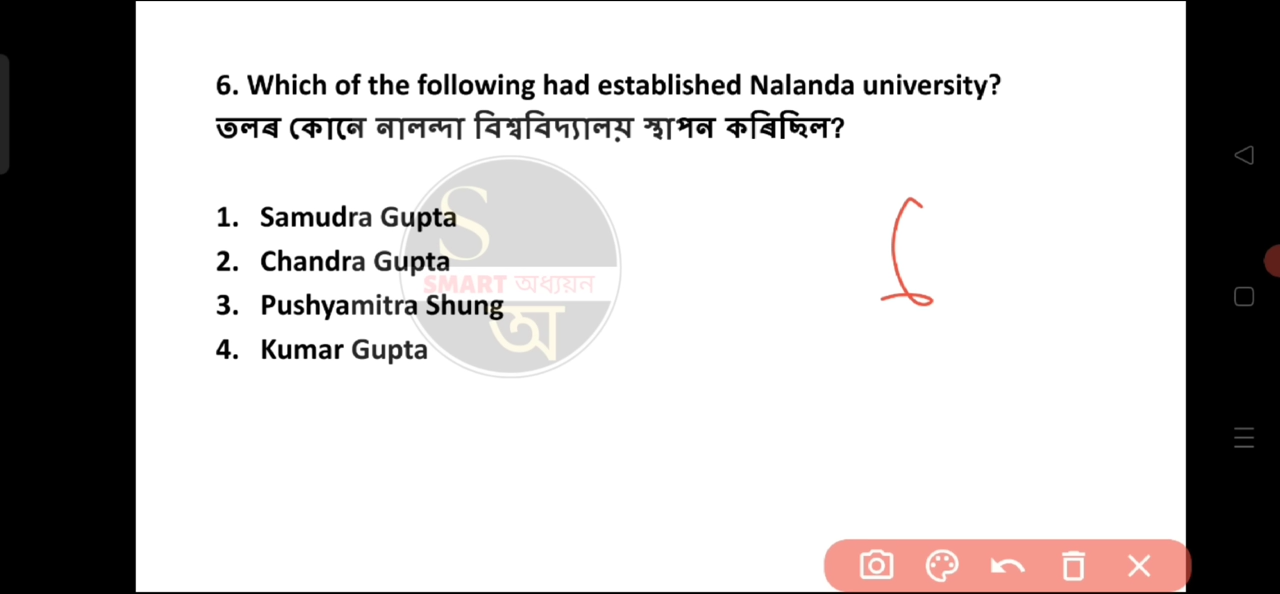 6. Which of the following had established Nalanda university?
তলৰ কোনে নালন্দা বিশ্ববিদ্যালয় স্থাপন কৰিছিল?
1. Samudra Gupta
2. Chandra Gupta
3. Pushyamitra Shung
4. Kumar Gupta
S
SMART অধ্যয়ন
অ